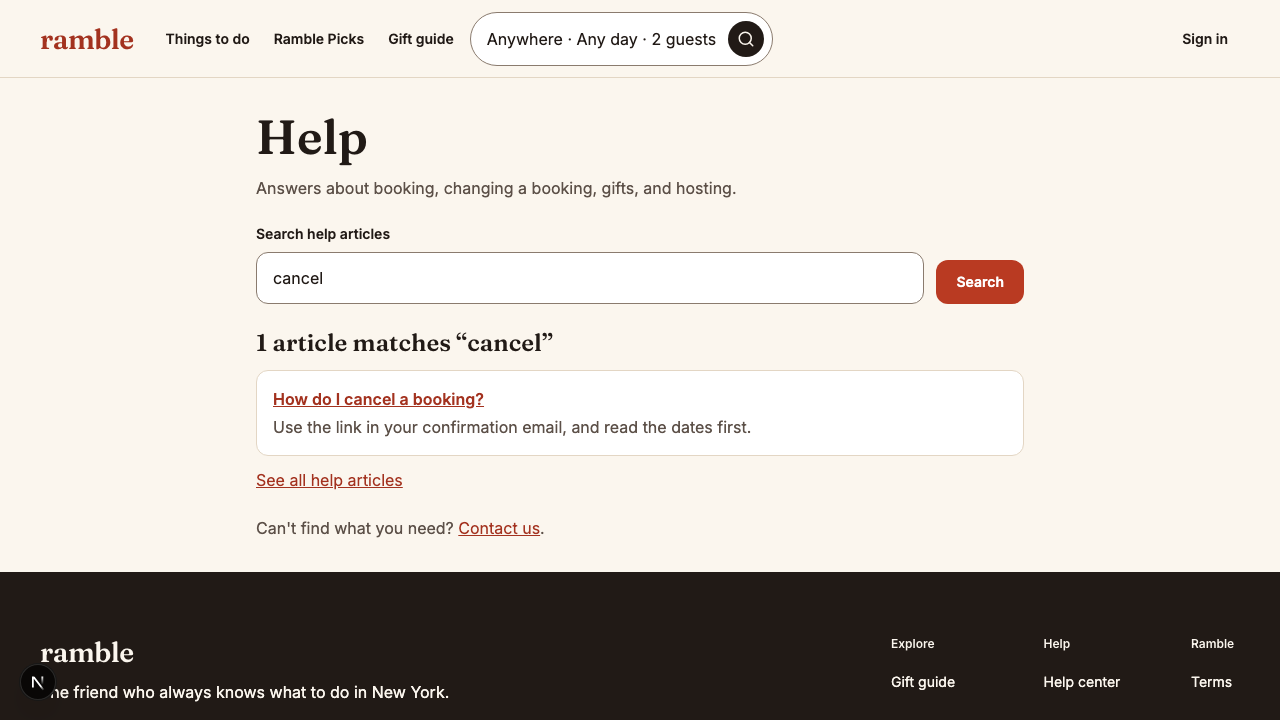 ramble
Things to do
Ramble Picks
Gift guide
Anywhere · Any day · 2 guests
Sign in
Help
Answers about booking, changing a booking, gifts, and hosting.
Search help articles
cancel
Search
1 article matches “cancel”
How do I cancel a booking?
Use the link in your confirmation email, and read the dates first.
See all help articles
Can't find what you need? Contact us.
ramble
N
he friend who always knows what to do in New York.
Explore
Gift guide
Help
Help center
Ramble
Terms